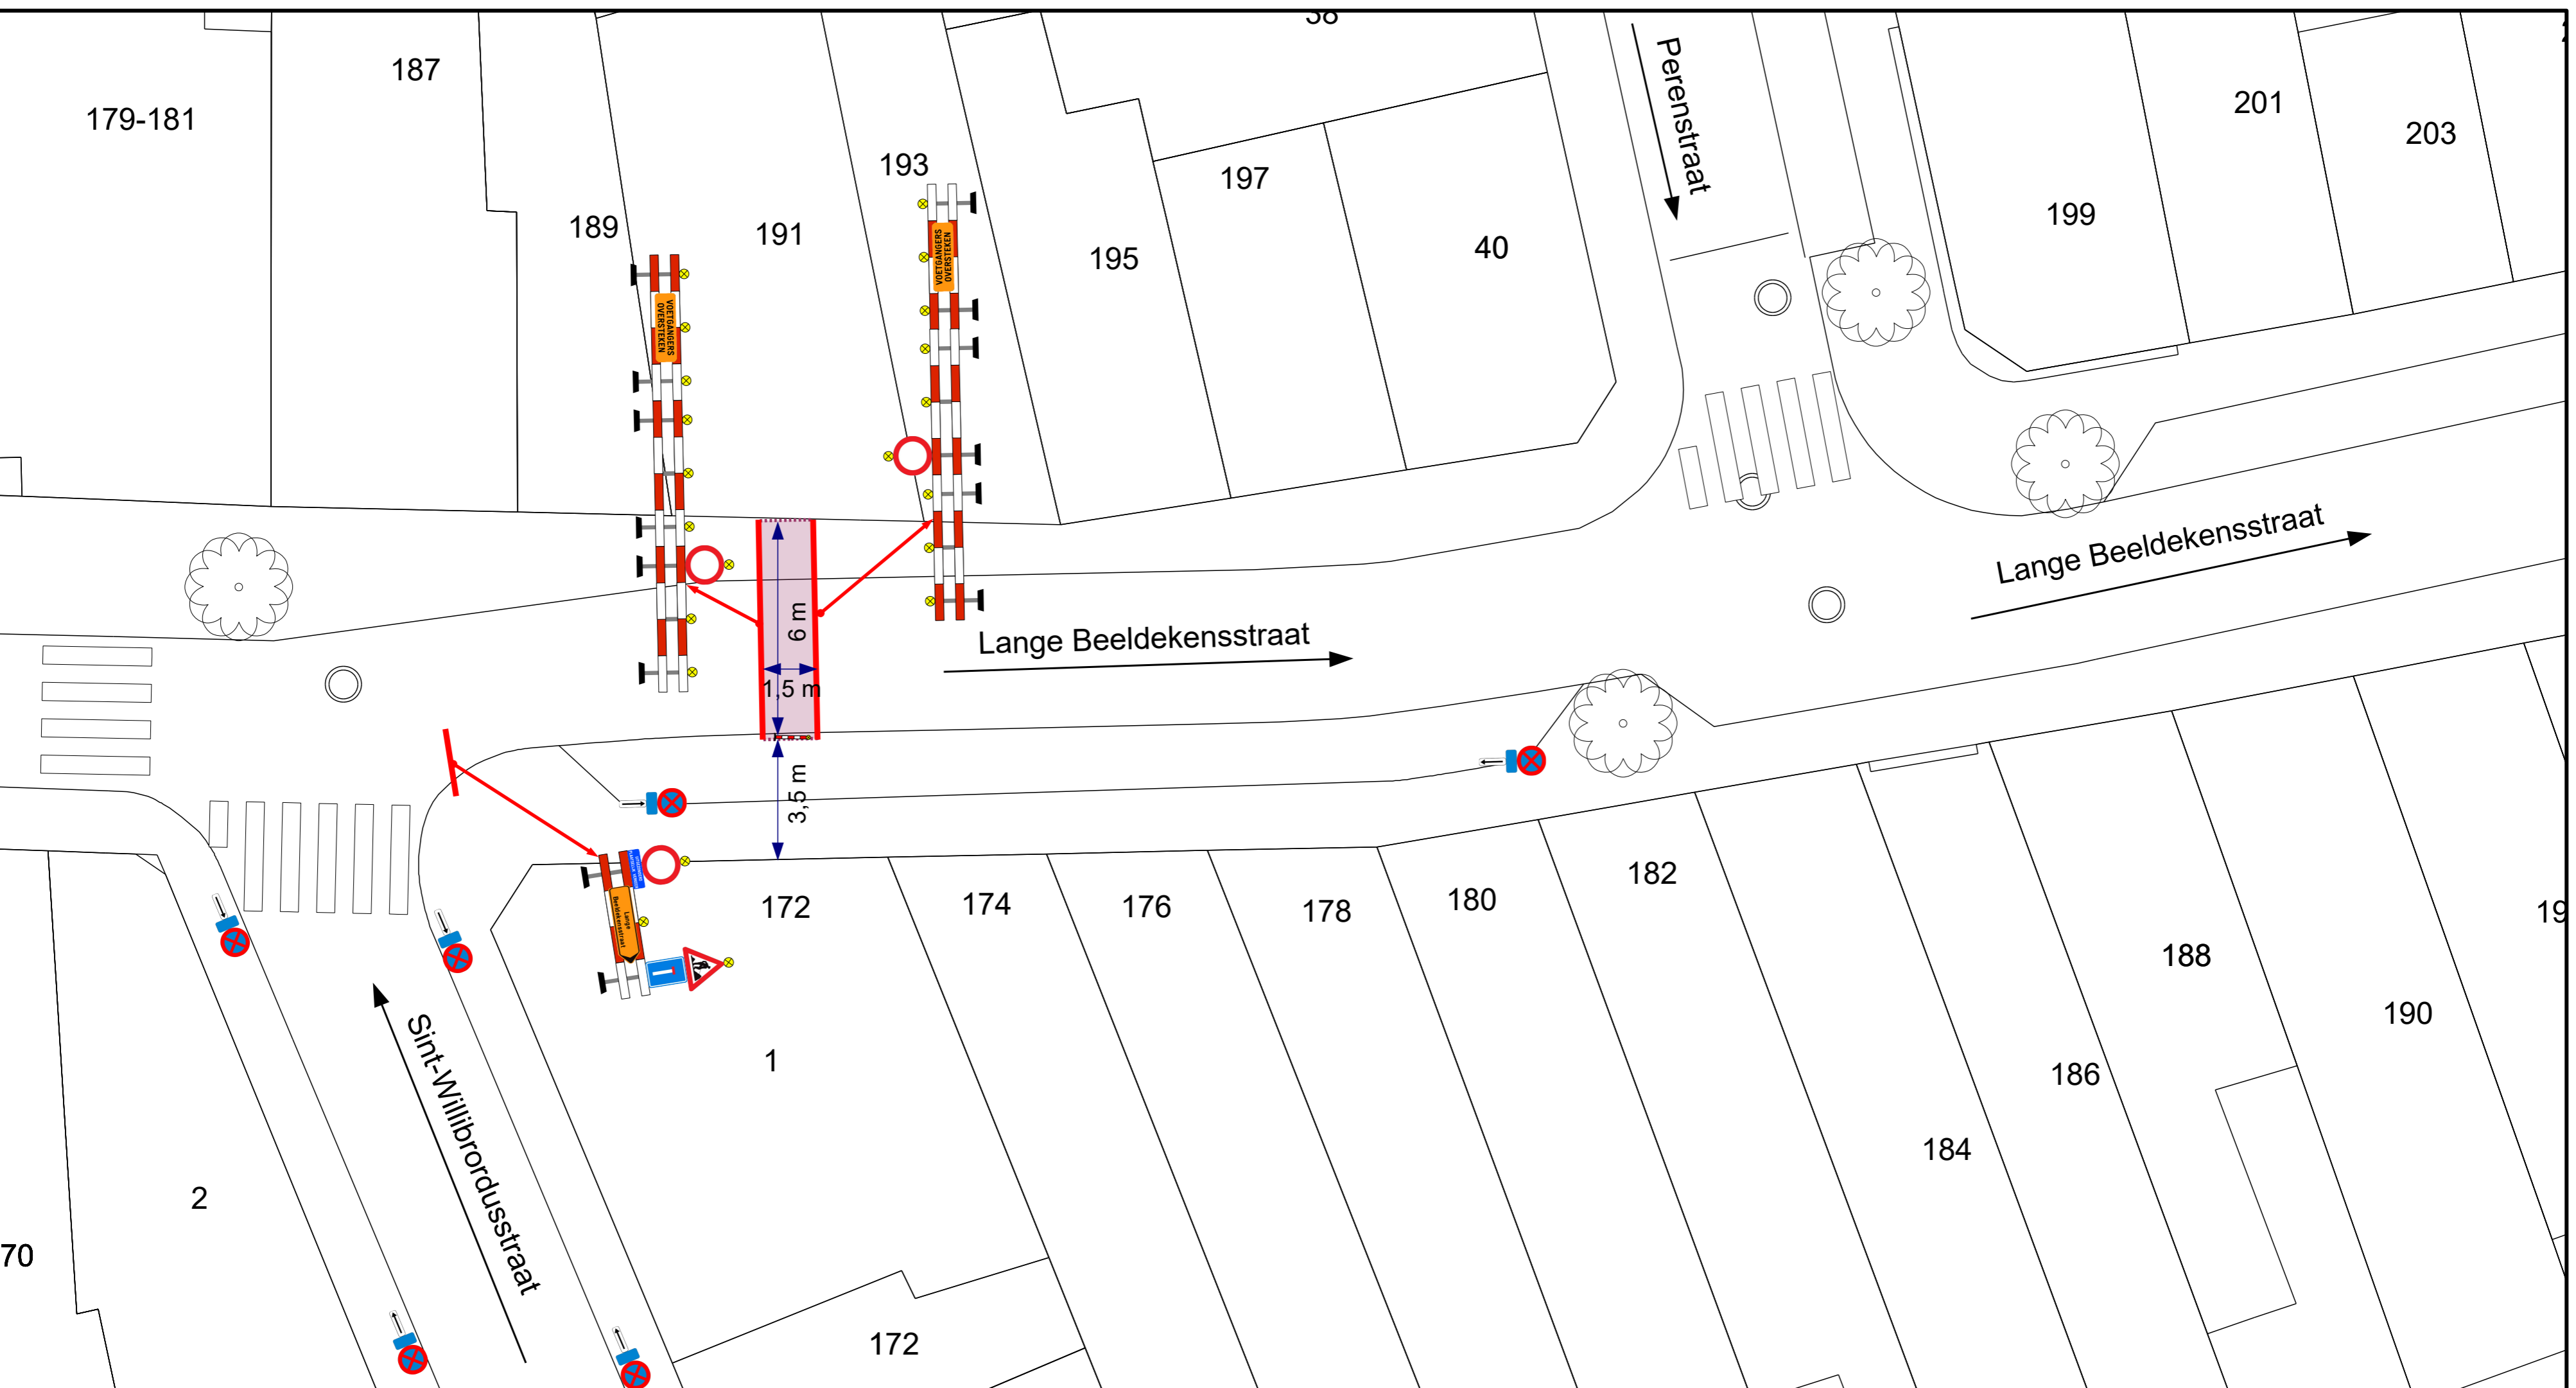 38
187
179-181
Perenstraat
201
203
193
197
199
189
191
195
40
VOETGANGERS
OVERSTEKEN
VOETGANGERS
OVERSTEKEN
Lange Beeldekensstraat
6 m
Lange Beeldekensstraat
1,5 m
3,5 m
172
174
176
178
180
182
19
Lange
Beeldekensstraat
188
190
1
186
Sint-Willibrordusstraat
184
2
70
172